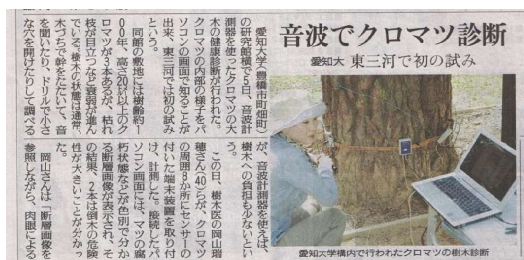 音波でクロマツ診断
愛知大 東三河で初の試み
愛知大学(豊橋市町畑町)
の研究館横で5日、音波計
測器を使ったクロマツの大
木の健康診断が行われた。
クロマツの内部の様子をパ
ソコンの画面で知ることが
出来、東三河では初の試み
という。
同館の敷地には樹齢約1
00年、高さ20㍍以上のク
ロマツが3本あるが、枯れ
枝が目立つなど衰弱が進ん
でいる。樹木の状態は通常、
木づちで幹をたたいて、音
を聞いたり、ドリルで小さ
な穴を開けたりして調べる
が、音波計測器を使えば、
樹木への負担も少ないとい
う。
この日、樹木医の岡山瑞
穂さん(40)らが、クロマツ
の周囲8か所にセンサーの
付いた端末装置を取り付
け、計測した。接続したパ
ソコン画面には、マツの腐
朽状態などが色別で分か
る断層画像が表示され、そ
の結果、2本は倒木の危険
性が大きいことが分かっ
た。
岡山さんは「断層画像を
参照しながら、肉眼による
愛知大学構内で行われたクロマツの樹木診断